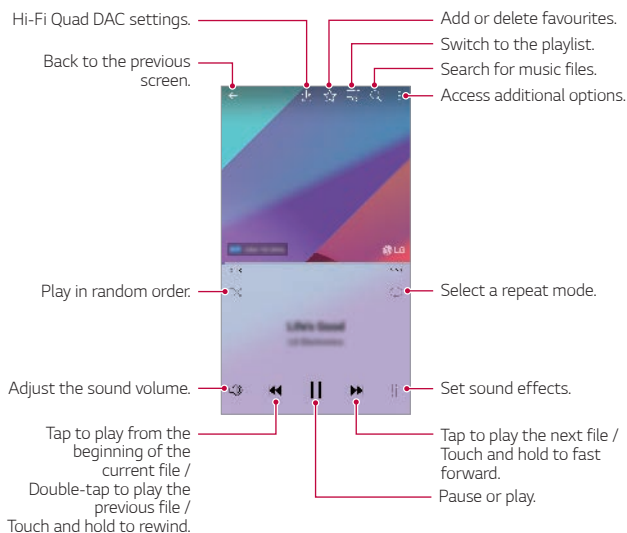 Hi-Fi Quad DAC settings.
Back to the previous
screen.
Add or delete favourites.
Switch to the playlist.
Search for music files.
Access additional options.
LG
Play in random order.
Select a repeat mode.
Life's Good
LG Electronics
Adjust the sound volume.
Set sound effects.
Tap to play from the
beginning of the
current file /
Double-tap to play the
previous file /
Touch and hold to rewind.
Tap to play the next file /
Touch and hold to fast
forward.
Pause or play.